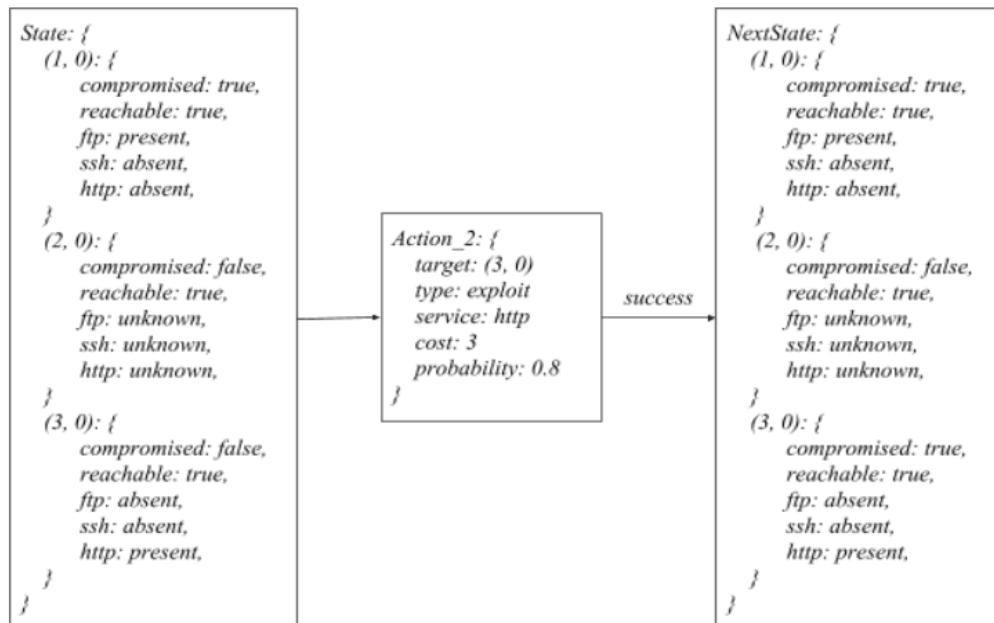 State: {
(1, 0): {
compromised: true,
reachable: true,
ftp: present,
ssh: absent,
http: absent,
}
(2, 0): {
compromised: false,
reachable: true,
ftp: unknown,
ssh: unknown,
http: unknown,
}
(3, 0): {
compromised: false,
reachable: true,
ftp: absent,
ssh: absent,
http: present,
}
}
Action_2: {
target: (3, 0)
type: exploit
service: http
cost: 3
probability: 0.8
}
success
NextState: {
(1, 0): {
compromised: true,
reachable: true,
ftp: present,
ssh: absent,
http: absent,
}
(2, 0): {
compromised: false,
reachable: true,
ftp: unknown,
ssh: unknown,
http: unknown,
}
(3, 0): {
compromised: true,
reachable: true,
ftp: absent,
ssh: absent,
http: present,
}
}